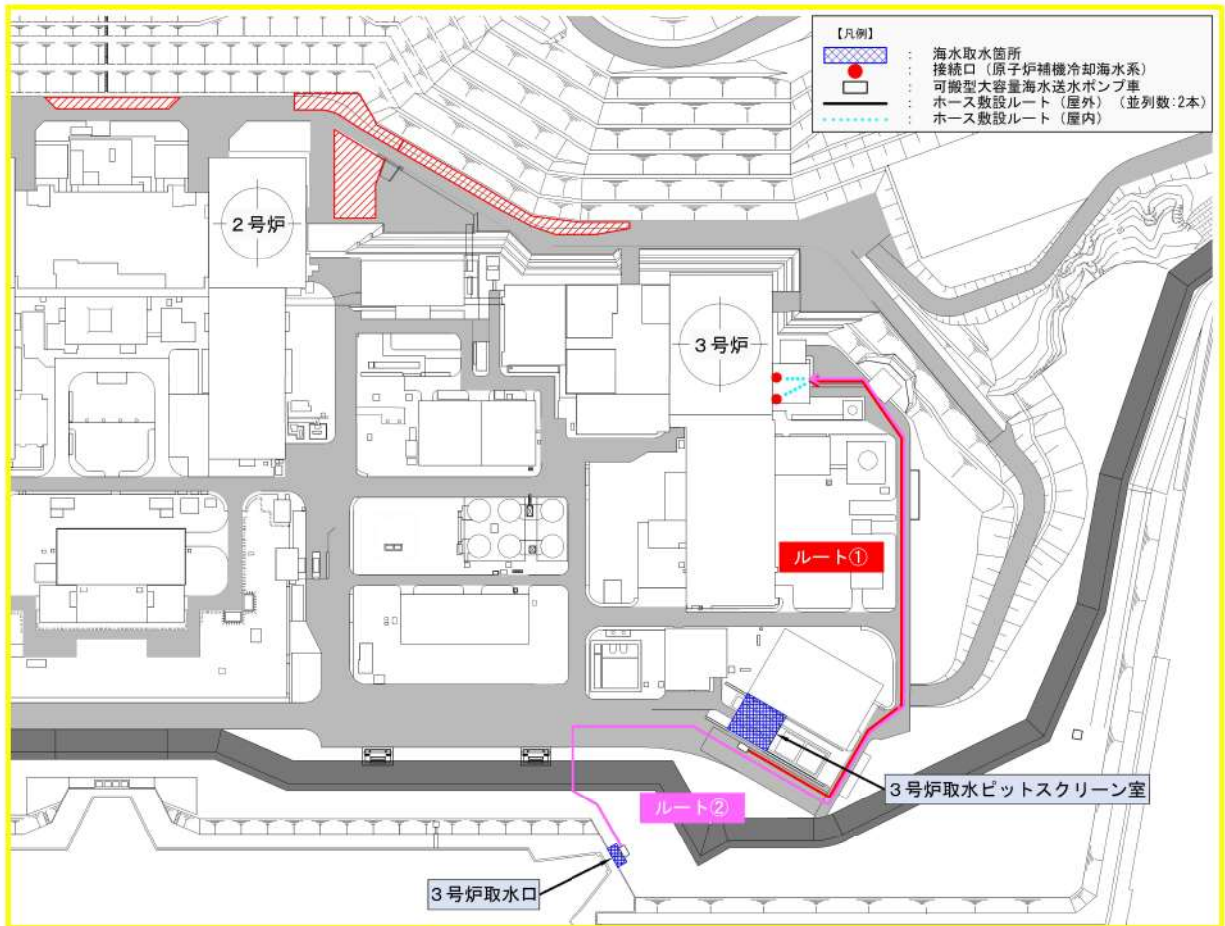 【凡例】
： 海水取水箇所
： 接続口（原子炉補機冷却海水系）
： 可搬型大容量海水送水ポンプ車
： ホース敷設ルート（屋外）（並列数:2本）
： ホース敷設ルート（屋内）
2号炉
3号炉
ルート①
3号炉取水ピットスクリーン室
ルート②
3号炉取水口